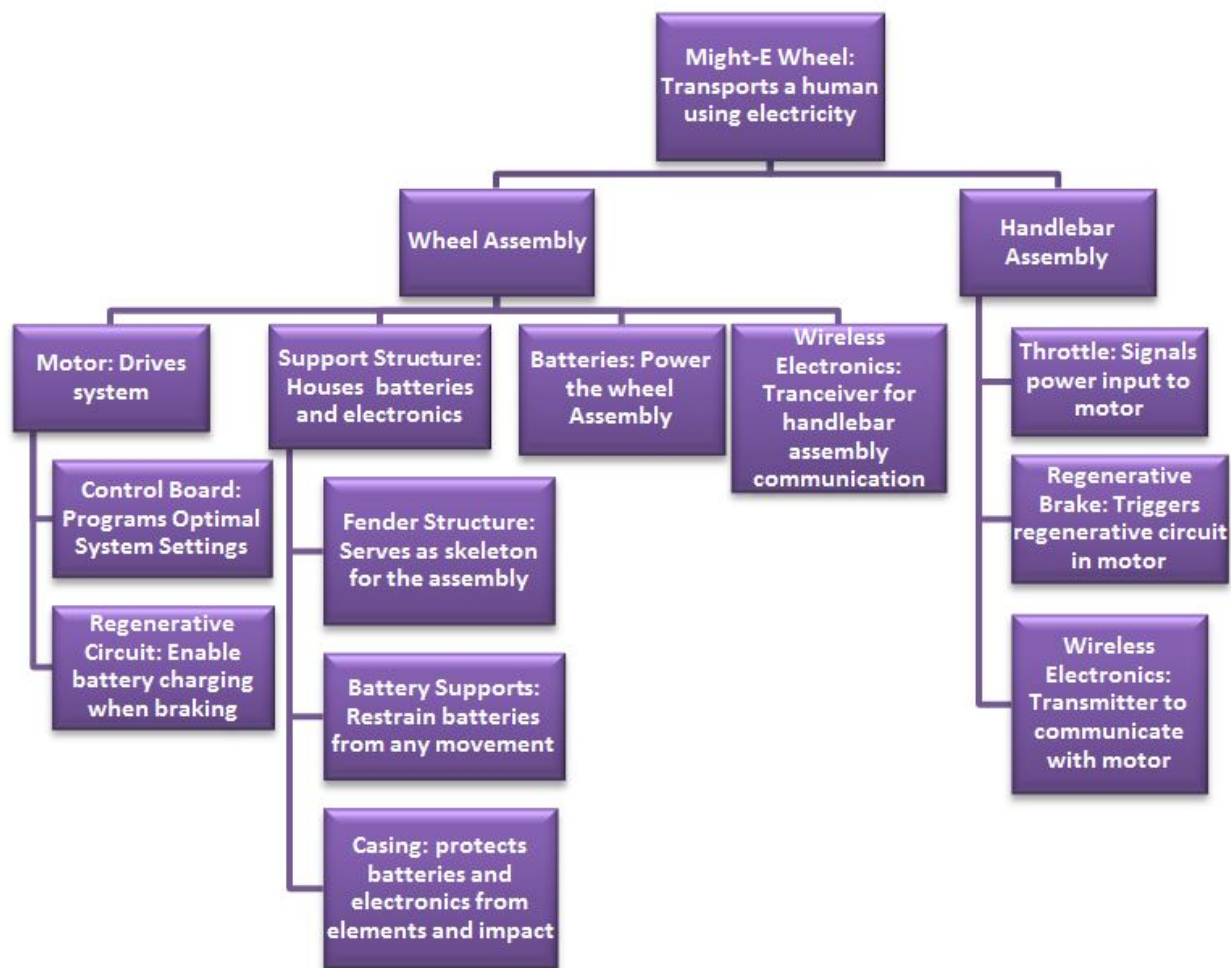 Might-E Wheel:
Transports a human
using electricity
Wheel Assembly
Handlebar
Assembly
Motor: Drives
system
Support Structure:
Houses batteries
and electronics
Batteries: Power
the wheel
Assembly
Wireless
Electronics:
Tranceiver for
handlebar
assembly
communication
Throttle: Signals
power input to
motor
Control Board:
Programs Optimal
System Settings
Regenerative
Circuit: Enable
battery charging
when braking
Fender Structure:
Serves as skeleton
for the assembly
Battery Supports:
Restrain batteries
from any movement
Casing: protects
batteries and
electronics from
elements and impact
Regenerative
Brake: Triggers
regenerative circuit
in motor
Wireless
Electronics:
Transmitter to
communicate
with motor